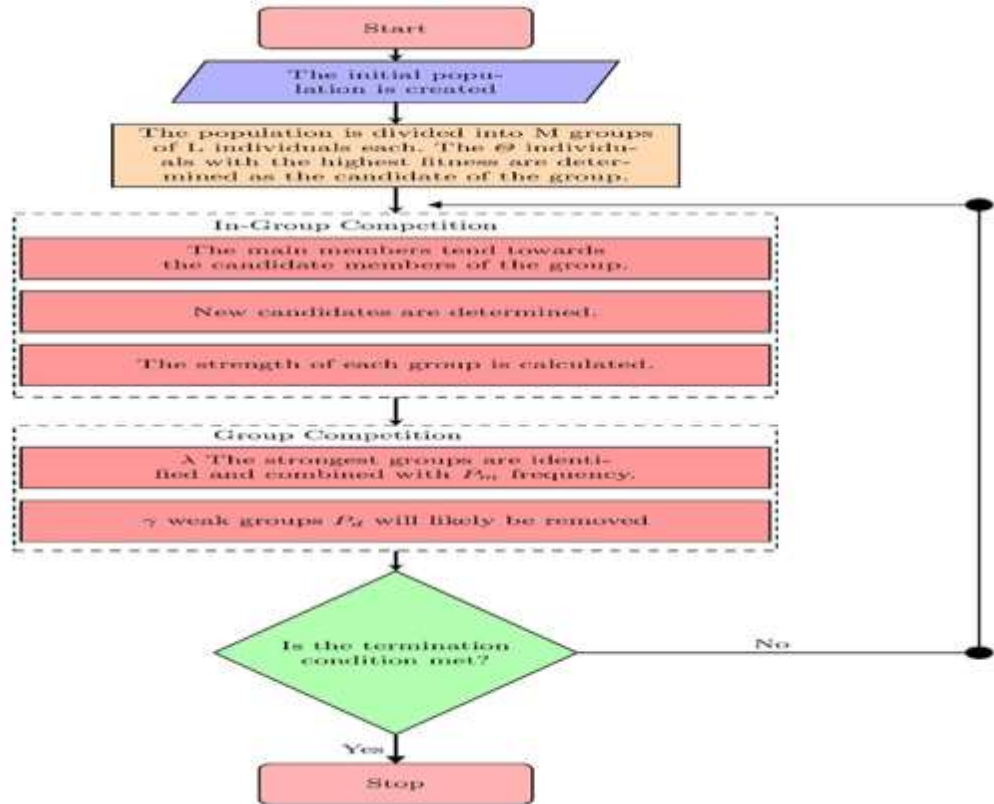 Start
The initial popu-
lation is created
The population is divided into M groups
of L individuals each. The Θ individu-
als with the highest fitness are deter-
mined as the candidate of the group.
In-Group Competition
The main members tend towards
the candidate members of the group.
New candidates are determined.
The strength of each group is calculated.
Group Competition
λ The strongest groups are identi-
fied and combined with Pₘ frequency.
γ weak groups P_d will likely be removed
Is the termination
condition met?
No
Yes
Stop